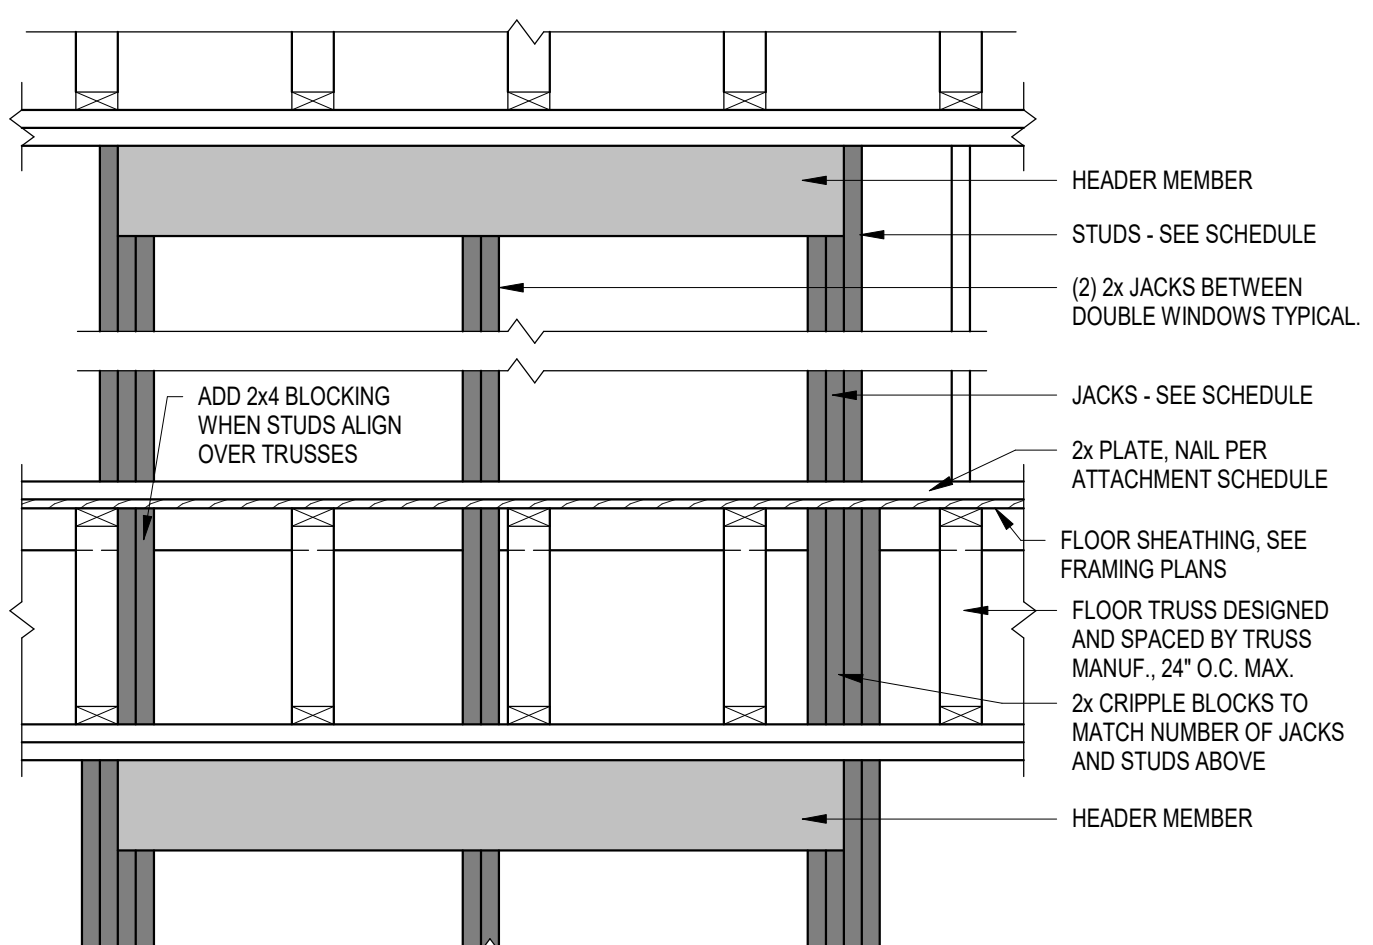 HEADER MEMBER
STUDS - SEE SCHEDULE
(2) 2x JACKS BETWEEN
DOUBLE WINDOWS TYPICAL.
ADD 2x4 BLOCKING
WHEN STUDS ALIGN
OVER TRUSSES
JACKS - SEE SCHEDULE
2x PLATE, NAIL PER
ATTACHMENT SCHEDULE
FLOOR SHEATHING, SEE
FRAMING PLANS
FLOOR TRUSS DESIGNED
AND SPACED BY TRUSS
MANUF., 24" O.C. MAX.
2x CRIPPLE BLOCKS TO
MATCH NUMBER OF JACKS
AND STUDS ABOVE
HEADER MEMBER